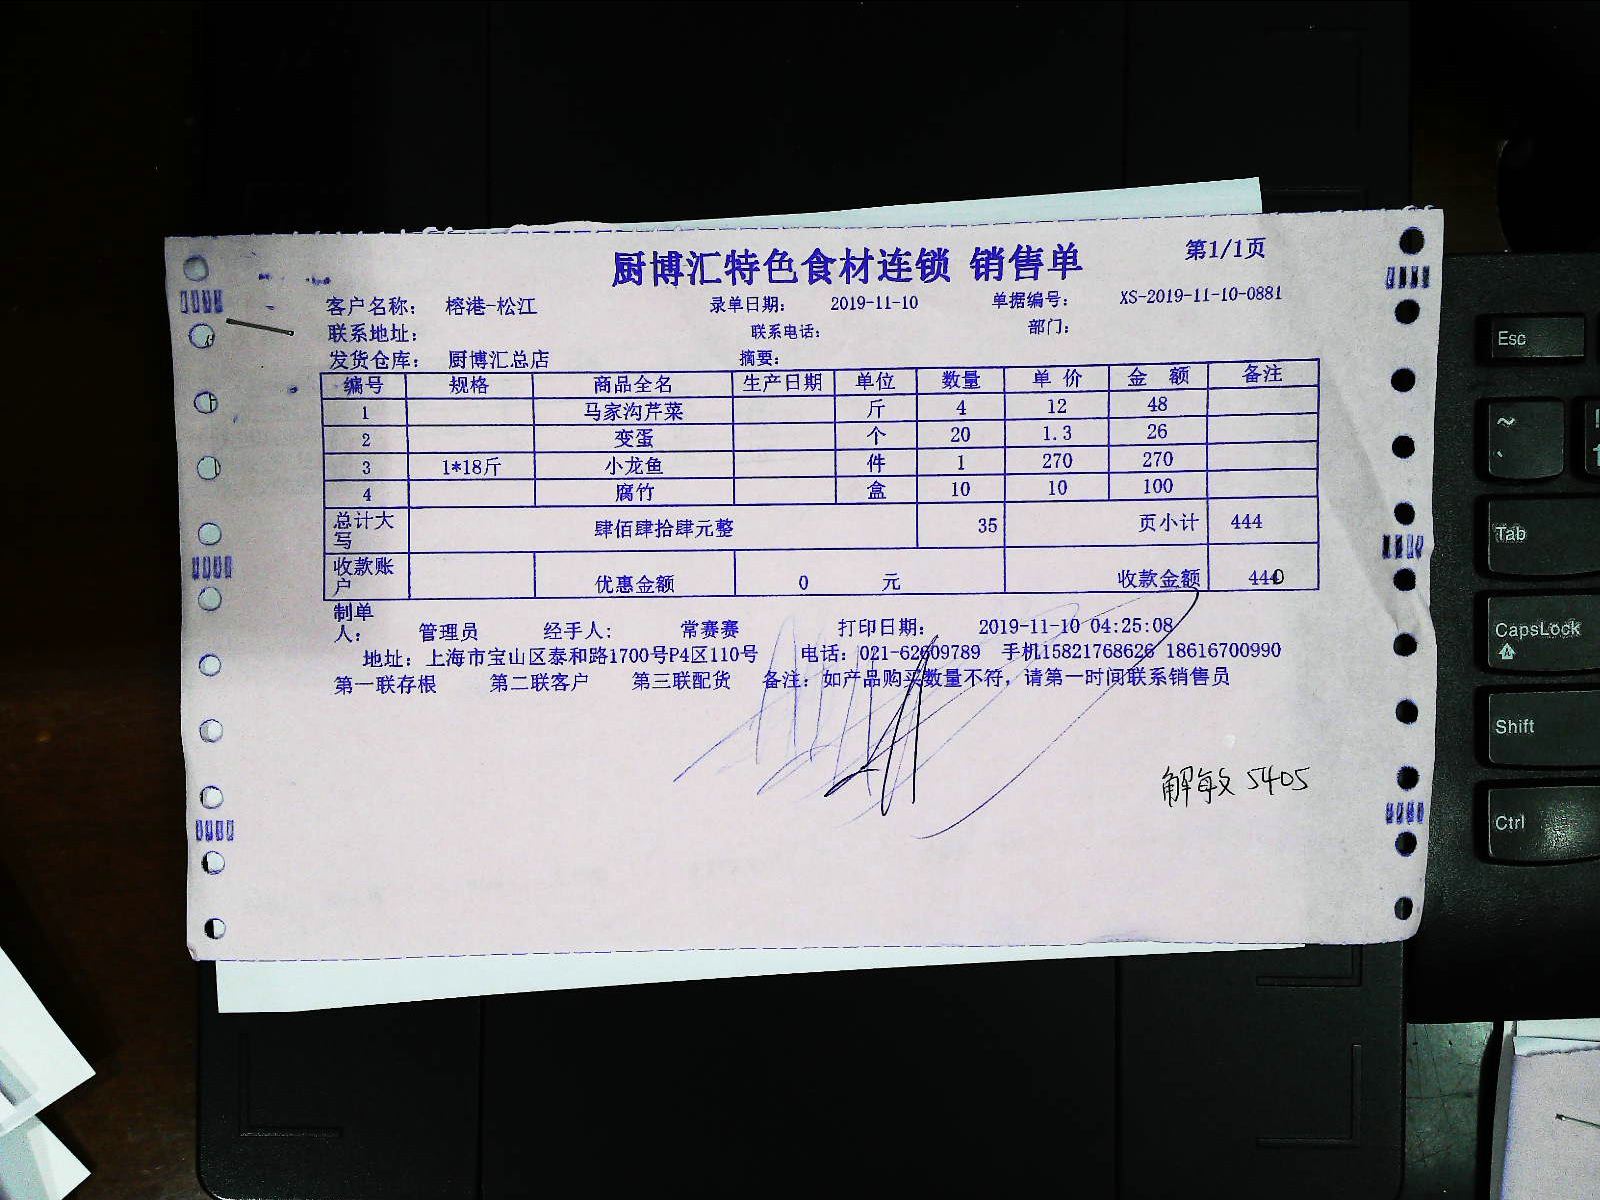 厨博汇特色食材连锁 销售单 第1/1页
客户名称： 榕港-松江 录单日期： 2019-11-10 单据编号： XS-2019-11-10-0881
联系地址： 联系电话： 部门：
发货仓库： 厨博汇总店 摘要：
编号 规格 商品全名 生产日期 单位 数量 单 价 金 额 备注
1 马家沟芹菜 斤 4 12 48
2 变蛋 个 20 1.3 26
3 1*18斤 小龙鱼 件 1 270 270
4 腐竹 盒 10 10 100
总计大写 肆佰肆拾肆元整 35 页小计 444
收款账户 优惠金额 0 元 收款金额 440
制单人： 管理员 经手人: 常赛赛 打印日期： 2019-11-10 04:25:08
地址：上海市宝山区泰和路1700号P4区110号 电话：021-62609789 手机15821768626 18616700990
第一联存根 第二联客户 第三联配货 备注：如产品购买数量不符，请第一时间联系销售员
解敏 5405
Esc
~
Tab
CapsLock
Shift
Ctrl